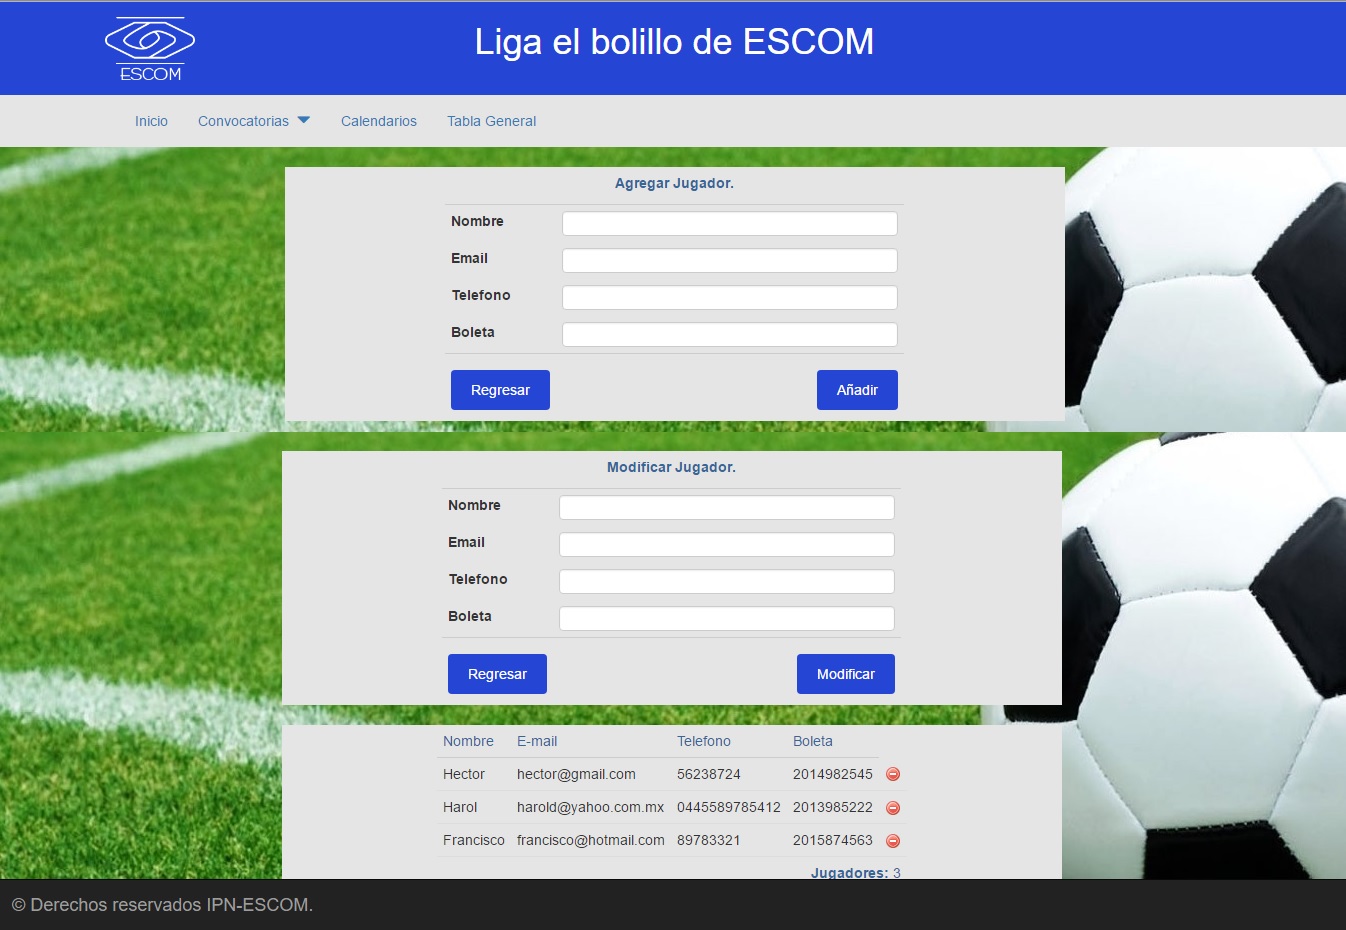 ESCOM
Liga el bolillo de ESCOM
Inicio Convocatorias Calendarios Tabla General
Agregar Jugador.
Nombre
Email
Telefono
Boleta
Regresar Añadir
Modificar Jugador.
Nombre
Email
Telefono
Boleta
Regresar Modificar
Nombre E-mail Telefono Boleta
Hector hector@gmail.com 56238724 2014982545
Harol harold@yahoo.com.mx 0445589785412 2013985222
Francisco francisco@hotmail.com 89783321 2015874563
Jugadores: 3
© Derechos reservados IPN-ESCOM.